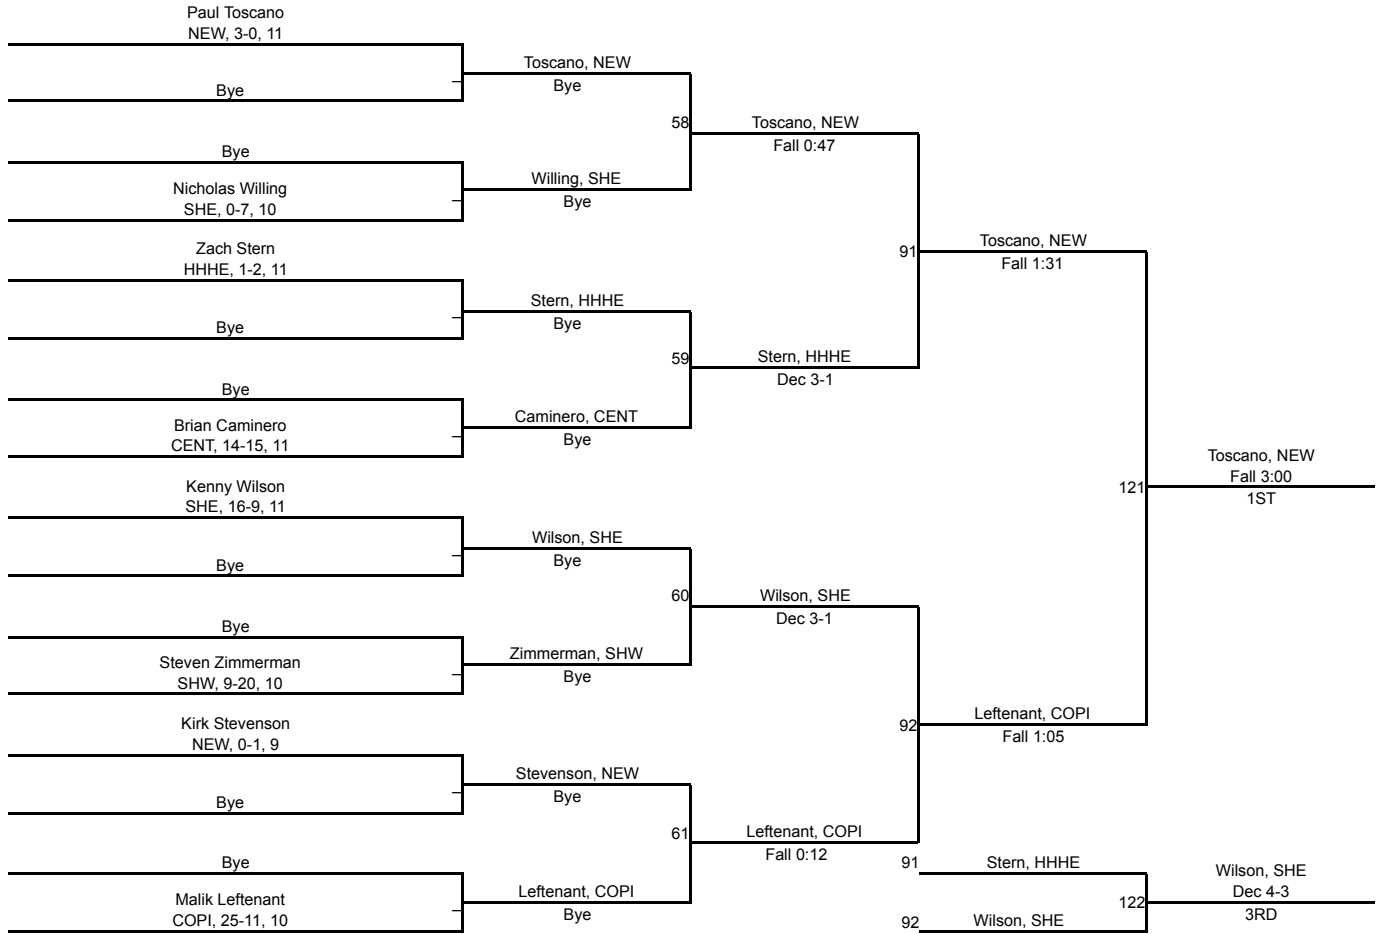 Paul Toscano
NEW, 3-0, 11
Bye
Bye
Nicholas Willing
SHE, 0-7, 10
Zach Stern
HHHE, 1-2, 11
Bye
Bye
Brian Caminero
CENT, 14-15, 11
Kenny Wilson
SHE, 16-9, 11
Bye
Bye
Steven Zimmerman
SHW, 9-20, 10
Kirk Stevenson
NEW, 0-1, 9
Bye
Bye
Malik Leftenant
COPI, 25-11, 10
Toscano, NEW
Bye
58
Willing, SHE
Bye
Stern, HHHE
Bye
59
Caminero, CENT
Bye
Wilson, SHE
Bye
60
Zimmerman, SHW
Bye
Stevenson, NEW
Bye
61
Leftenant, COPI
Bye
Toscano, NEW
Fall 0:47
91
Stern, HHHE
Dec 3-1
Wilson, SHE
Dec 3-1
92
Leftenant, COPI
Fall 0:12
Toscano, NEW
Fall 1:31
121
Leftenant, COPI
Fall 1:05
Toscano, NEW
Fall 3:00
1ST
91
Stern, HHHE
122
92
Wilson, SHE
Wilson, SHE
Dec 4-3
3RD